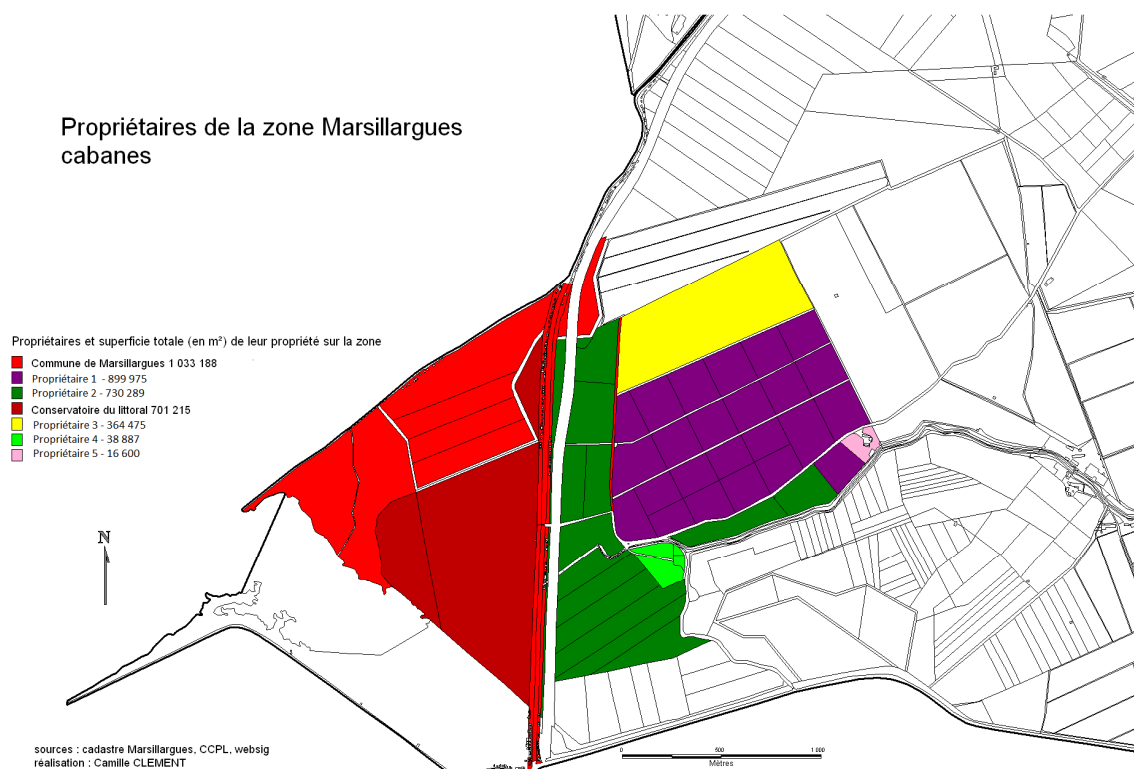 Propriétaires de la zone Marsillargues
cabanes
Propriétaires et superficie totale (en m²) de leur propriété sur la zone
Commune de Marsillargues 1 033 188
Propriétaire 1 - 899 975
Propriétaire 2 - 730 289
Conservatoire du littoral 701 215
Propriétaire 3 - 364 475
Propriétaire 4 - 38 887
Propriétaire 5 - 16 600
N
sources : cadastre Marsillargues, CCPL, websig
réalisation : Camille CLEMENT
0 500 1 000
Mètres